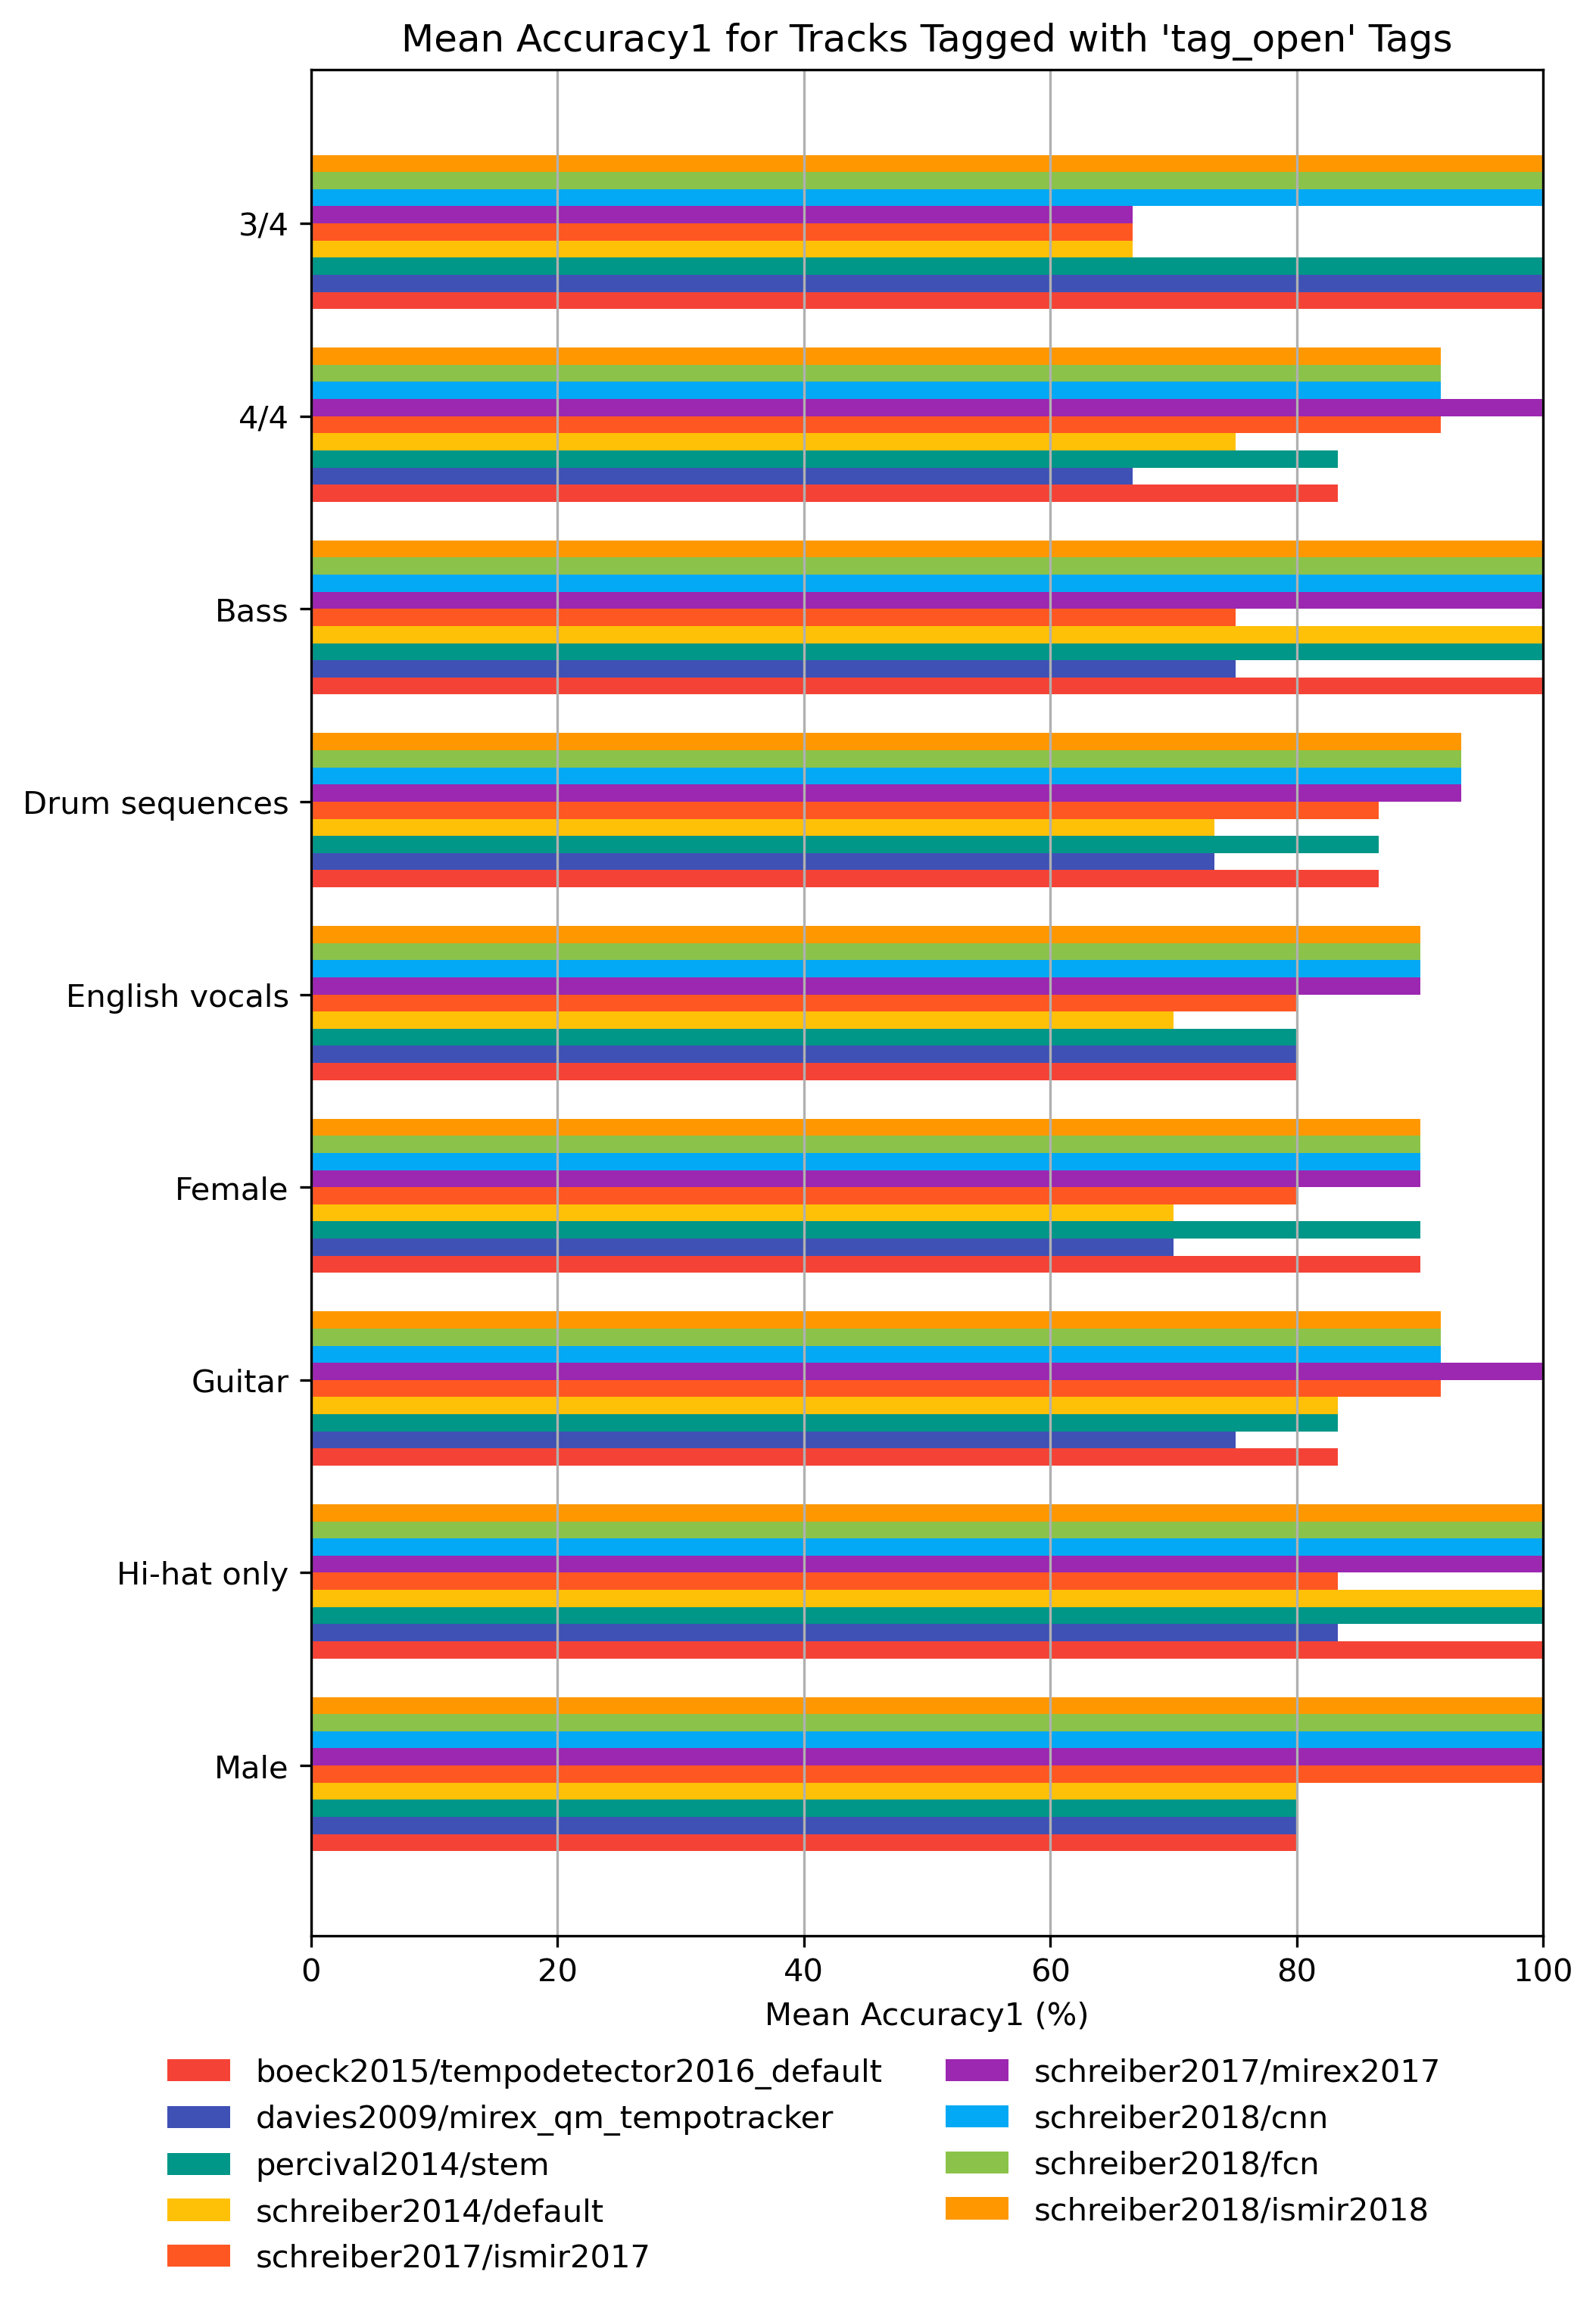 Mean Accuracy1 for Tracks Tagged with 'tag_open' Tags
3/4
4/4
Bass
Drum sequences
English vocals
Female
Guitar
Hi-hat only
Male
0 20 40 60 80 100
Mean Accuracy1 (%)
boeck2015/tempodetector2016_default
davies2009/mirex_qm_tempotracker
percival2014/stem
schreiber2014/default
schreiber2017/ismir2017
schreiber2017/mirex2017
schreiber2018/cnn
schreiber2018/fcn
schreiber2018/ismir2018